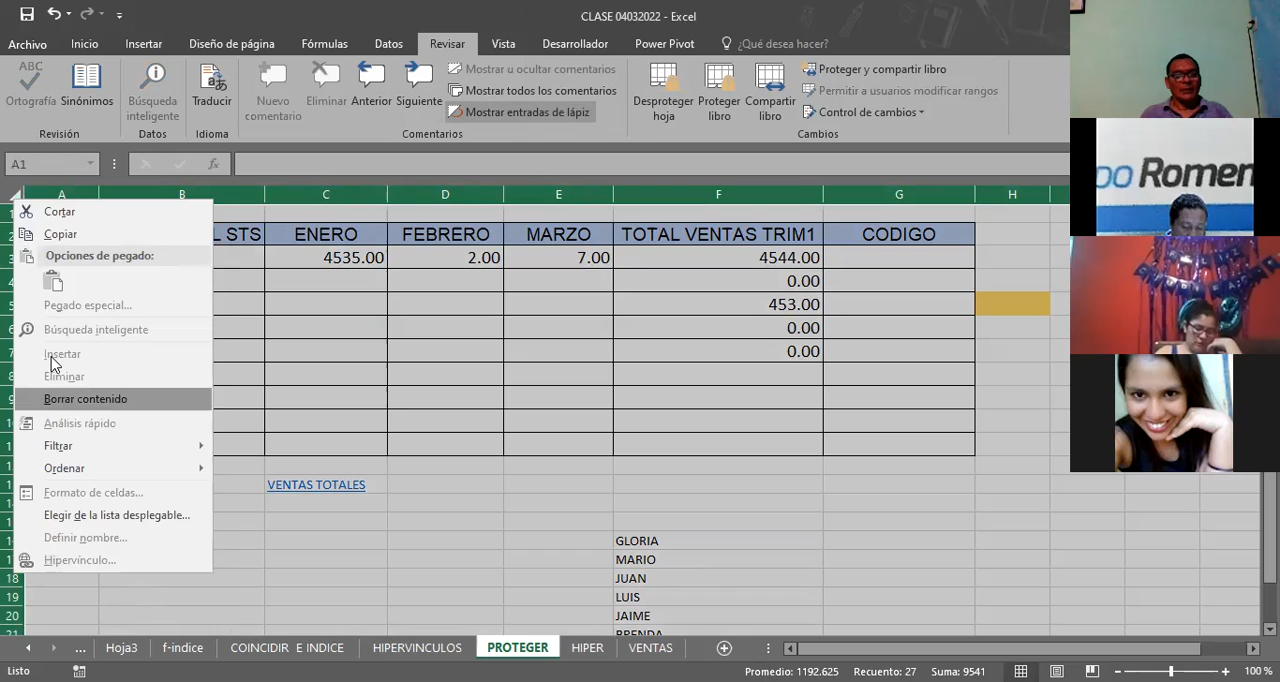 CLASE 04032022 - Excel
Archivo Inicio Insertar Diseño de página Fórmulas Datos Revisar Vista Desarrollador Power Pivot ¿Qué desea hacer?
ABC
Ortografía Sinónimos Búsqueda inteligente Traducir Nuevo comentario Eliminar Anterior Siguiente
Mostrar u ocultar comentarios
Mostrar todos los comentarios
Mostrar entradas de lápiz
Desproteger hoja Proteger libro Compartir libro
Proteger y compartir libro
Permitir a usuarios modificar rangos
Control de cambios
Revisión Datos Idioma Comentarios Cambios
A1 fx
A B C D E F G H
L STS ENERO FEBRERO MARZO TOTAL VENTAS TRIM1 CODIGO
4535.00 2.00 7.00 4544.00
0.00
453.00
0.00
0.00
Cortar
Copiar
Opciones de pegado:
Pegado especial...
Búsqueda inteligente
Insertar
Eliminar
Borrar contenido
Análisis rápido
Filtrar
Ordenar
Formato de celdas...
Elegir de la lista desplegable...
Definir nombre...
Hipervínculo...
VENTAS TOTALES
GLORIA
MARIO
18 JUAN
19 LUIS
20 JAIME
21 BRENDA
... Hoja3 f-indice COINCIDIR E INDICE HIPERVINCULOS PROTEGER HIPER VENTAS
Listo Promedio: 1192.625 Recuento: 27 Suma: 9541 100 %
Romen